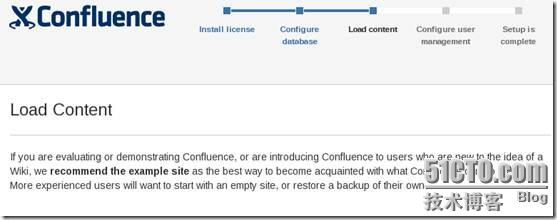 Confluence
Install license
Configure database
Load content
Configure user management
Setup is complete
Load Content
If you are evaluating or demonstrating Confluence, or are introducing Confluence to users who are new to the idea of a
Wiki, we recommend the example site as the best way to become acquainted with what Co
More experienced users will want to start with an empty site, or restore a backup of their own
51CTO.com
技术博客 Blog